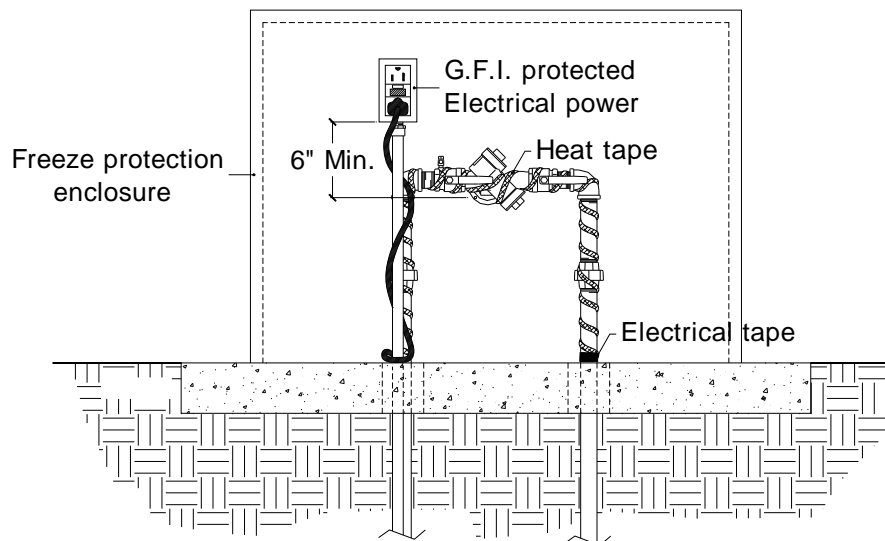 G.F.I. protected
Electrical power
Freeze protection
enclosure
6" Min.
Heat tape
Electrical tape